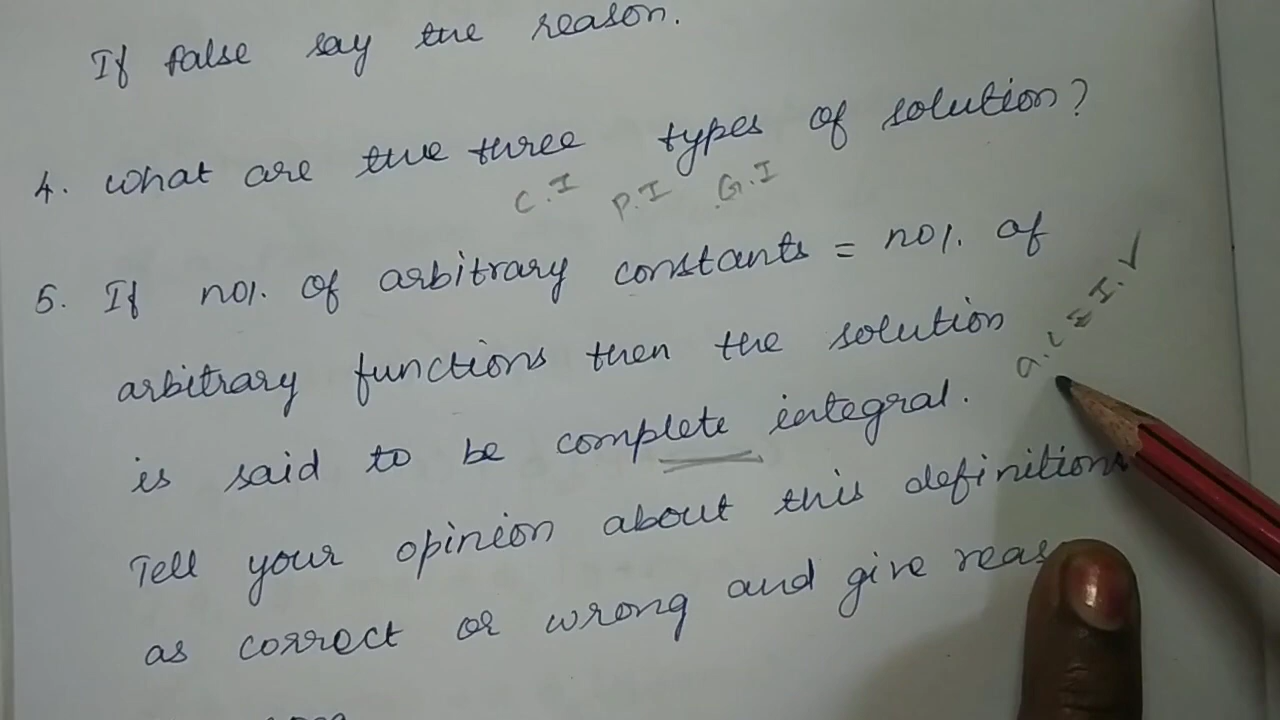 If false say the reason.
4. What are the three types of solution?
C.I P.I G.I
5. If no/. of arbitrary constants = no/. of
arbitrary functions then the solution
is said to be complete integral.
a.c = I.V
Tell your opinion about this definitions
as correct or wrong and give reas